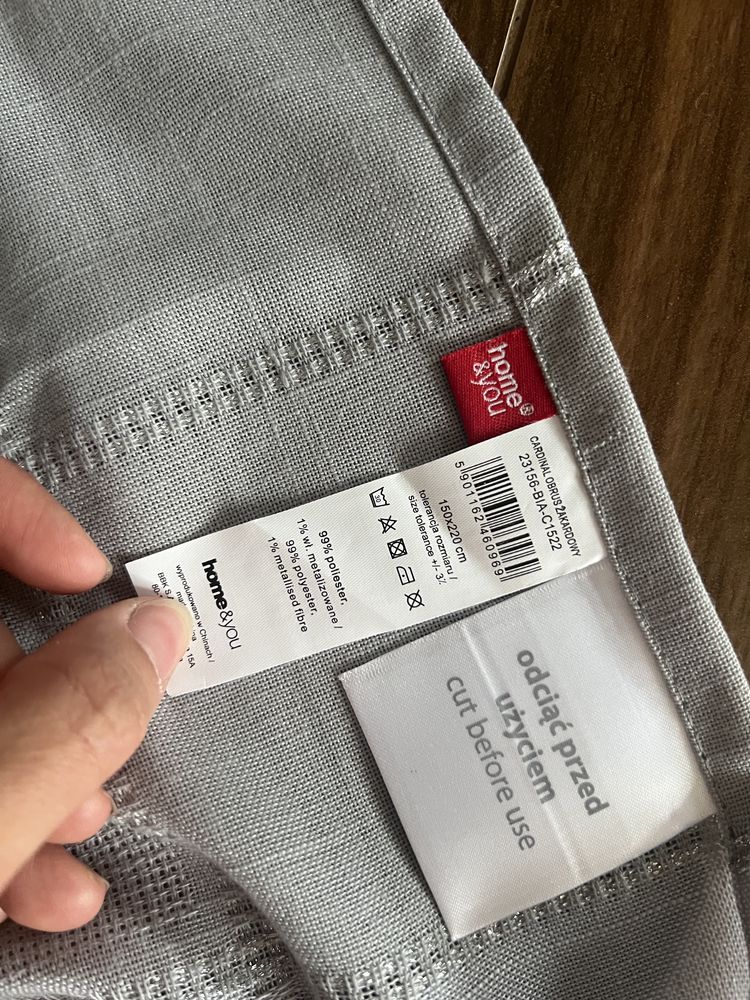 home®
&you
CARDINAL OBRUS ŻAKARDOWY
23156-BIA-C1522
5901162460969
tolerancja rozmiaru /
size tolerance +/- 3%
150x220 cm
99% poliester.
1% wł. metalizowane /
99% polyester.
1% metallised fibre
home&you
wyprodukowano w Chinach /
15A
odciąć przed
użyciem
cut before use